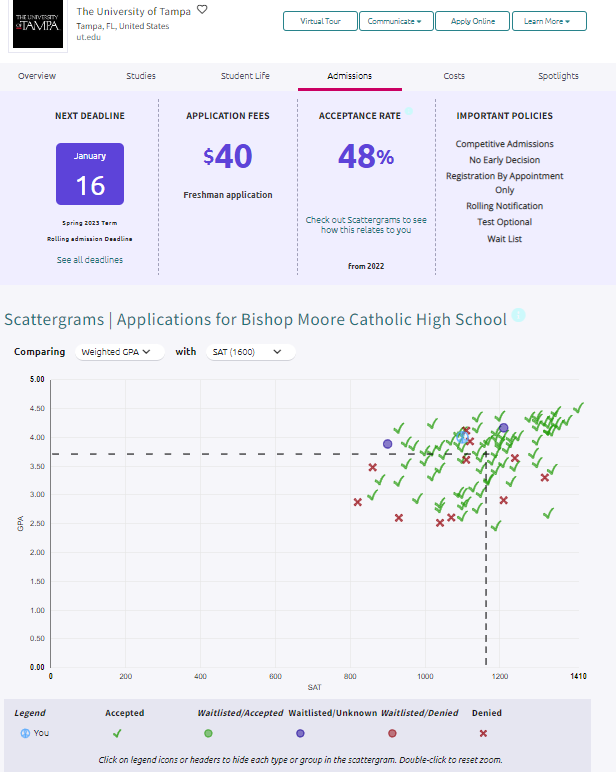 THE UNIVERSITY
OF TAMPA
The University of Tampa
Tampa, FL, United States
ut.edu
Virtual Tour
Communicate
Apply Online
Learn More
Overview
Studies
Student Life
Admissions
Costs
Spotlights
NEXT DEADLINE
January
16
Spring 2023 Term
Rolling admission Deadline
See all deadlines
APPLICATION FEES
$40
Freshman application
ACCEPTANCE RATE
48%
Check out Scattergrams to see
how this relates to you
from 2022
IMPORTANT POLICIES
Competitive Admissions
No Early Decision
Registration By Appointment
Only
Rolling Notification
Test Optional
Wait List
Scattergrams | Applications for Bishop Moore Catholic High School
Comparing Weighted GPA with SAT (1600)
5.00
4.50
4.00
3.50
3.00
2.50
2.00
1.50
1.00
0.50
0.00
GPA
0 200 400 600 800 1000 1200 1410
SAT
Legend Accepted Waitlisted/Accepted Waitlisted/Unknown Waitlisted/Denied Denied
You
Click on legend icons or headers to hide each type or group in the scattergram. Double-click to reset zoom.